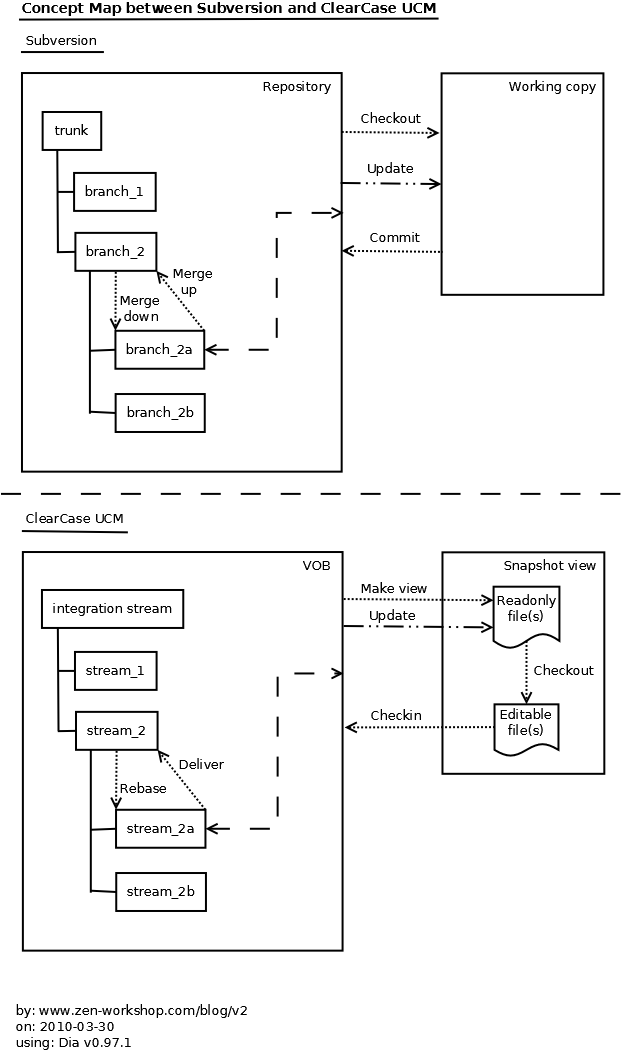 Concept Map between Subversion and ClearCase UCM
Subversion
Repository
Working copy
trunk
Checkout
Update
branch_1
Commit
branch_2
Merge
up
Merge
down
branch_2a
branch_2b
ClearCase UCM
VOB
Snapshot view
integration stream
Make view
Readonly
file(s)
Update
stream_1
Checkout
Checkin
Editable
file(s)
stream_2
Deliver
Rebase
stream_2a
stream_2b
by: www.zen-workshop.com/blog/v2
on: 2010-03-30
using: Dia v0.97.1